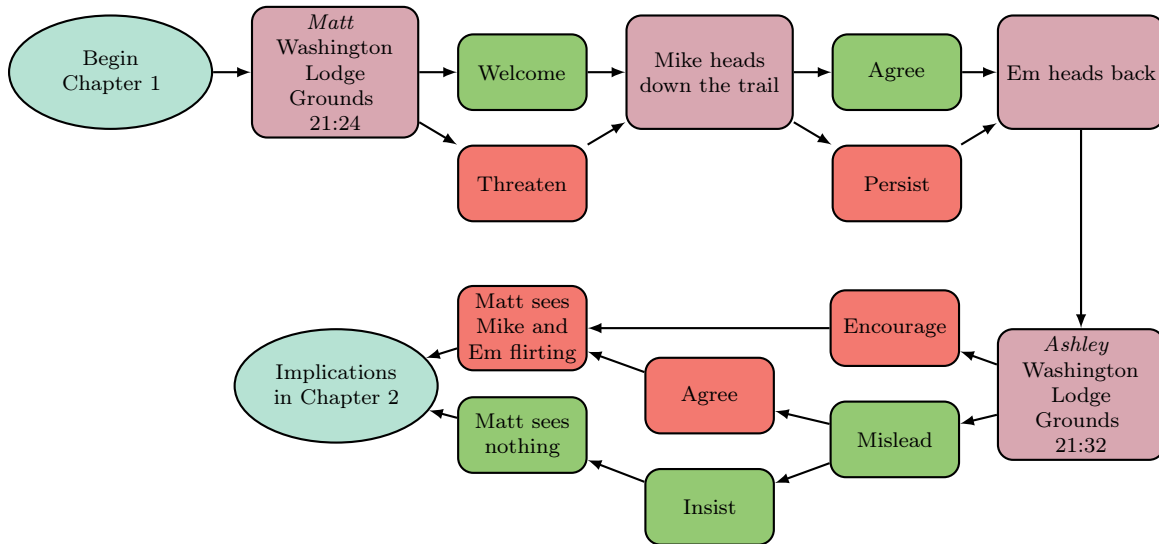 Begin
Chapter 1
Matt
Washington
Lodge
Grounds
21:24
Welcome
Threaten
Mike heads
down the trail
Agree
Persist
Em heads back
Ashley
Washington
Lodge
Grounds
21:32
Encourage
Mislead
Agree
Insist
Matt sees
Mike and
Em flirting
Matt sees
nothing
Implications
in Chapter 2